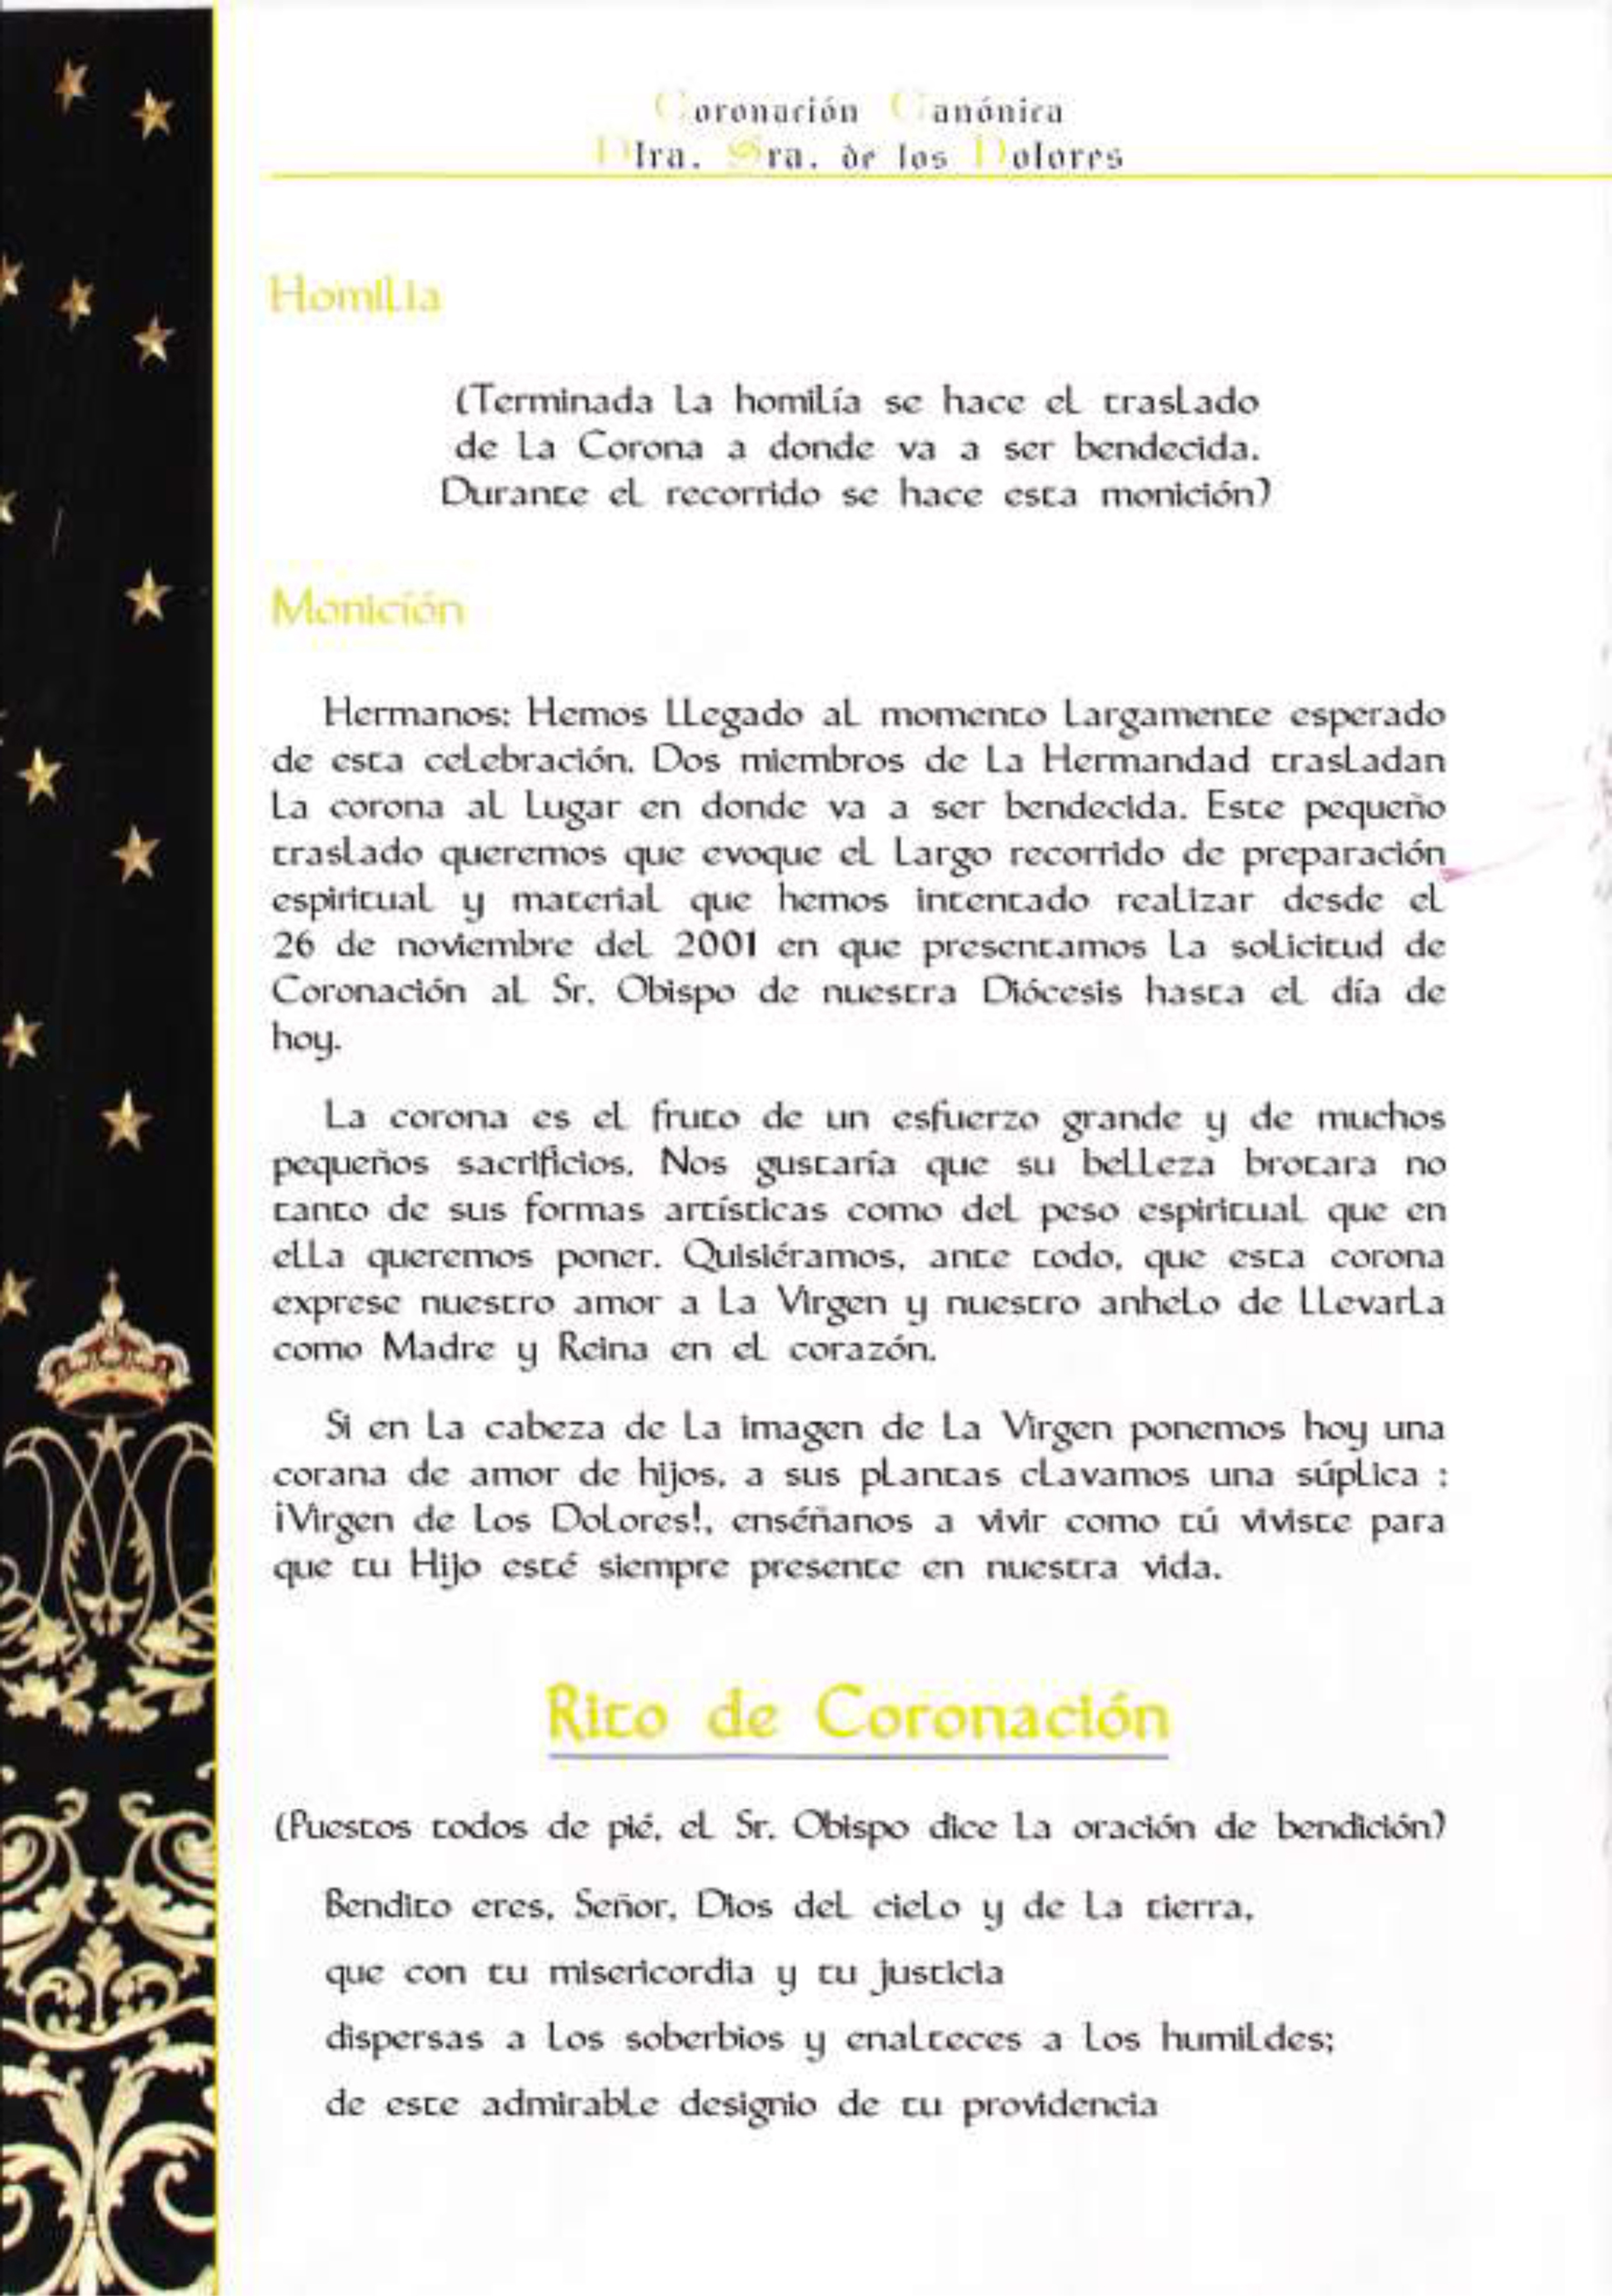 Coronación Canónica
Ntra. Sra. de los Dolores
Homilia
(Terminada la homilía se hace el traslado
de la Corona a donde va a ser bendecida.
Durante el recorrido se hace esta monición)
Monición
Hermanos: Hemos llegado al momento largamente esperado
de esta celebración. Dos miembros de la Hermandad trasladan
la corona al lugar en donde va a ser bendecida. Este pequeño
traslado queremos que evoque el largo recorrido de preparación
espiritual y material que hemos intentado realizar desde el
26 de noviembre del 2001 en que presentamos la solicitud de
Coronación al Sr. Obispo de nuestra Diócesis hasta el día de
hoy.
La corona es el fruto de un esfuerzo grande y de muchos
pequeños sacrificios. Nos gustaría que su belleza brotara no
tanto de sus formas artísticas como del peso espiritual que en
ella queremos poner. Quisiéramos, ante todo, que esta corona
exprese nuestro amor a la Virgen y nuestro anhelo de llevarla
como Madre y Reina en el corazón.
Si en la cabeza de la imagen de la Virgen ponemos hoy una
corana de amor de hijos, a sus plantas clavamos una súplica :
¡Virgen de los Dolores!, enséñanos a vivir como tú viviste para
que tu Hijo esté siempre presente en nuestra vida.
Rito de Coronación
(Puestos todos de pié, el Sr. Obispo dice la oración de bendición)
Bendito eres, Señor, Dios del cielo y de la tierra,
que con tu misericordia y tu justicia
dispersas a los soberbios y enalteces a los humildes;
de este admirable designio de tu providencia